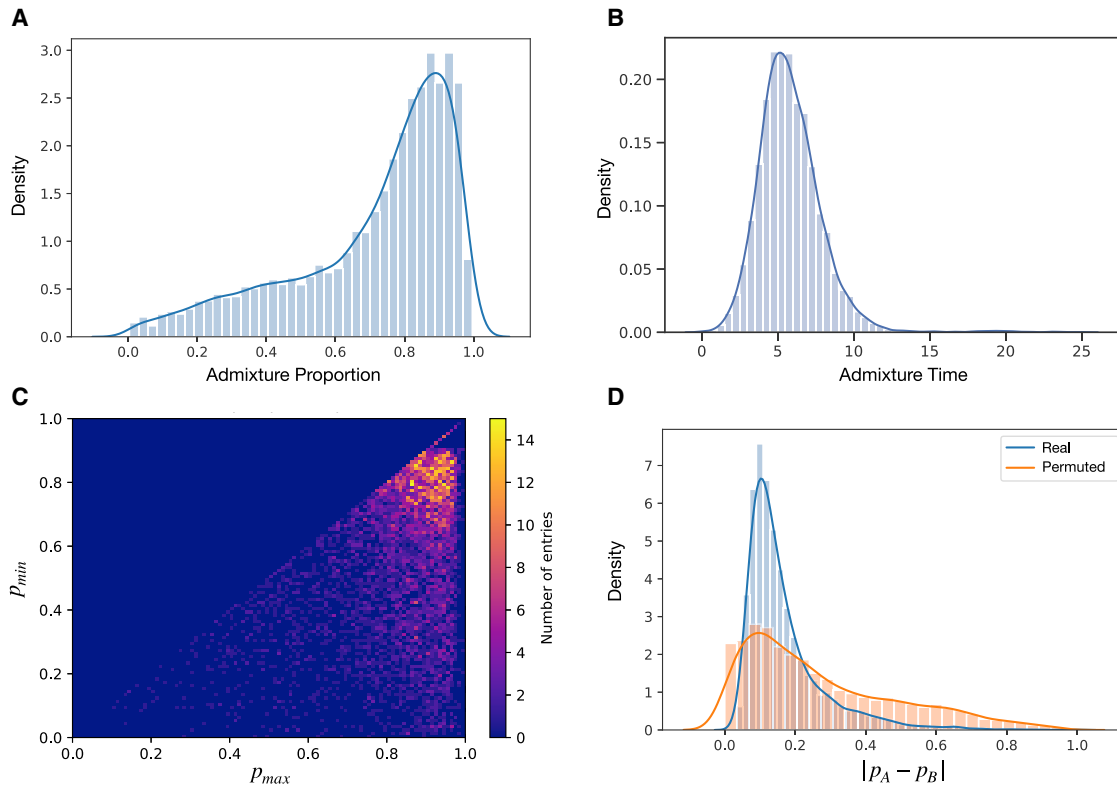 A
3.0
2.5
2.0
1.5
1.0
0.5
0.0
Density
0.0 0.2 0.4 0.6 0.8 1.0
Admixture Proportion
B
0.20
0.15
0.10
0.05
0.00
Density
0 5 10 15 20 25
Admixture Time
C
1.0
0.8
0.6
0.4
0.2
0.0
p_min
0.0 0.2 0.4 0.6 0.8 1.0
p_max
14
12
10
8
6
4
2
0
Number of entries
D
Real
Permuted
7
6
5
4
3
2
1
0
Density
0.0 0.2 0.4 0.6 0.8 1.0
|p_A − p_B|